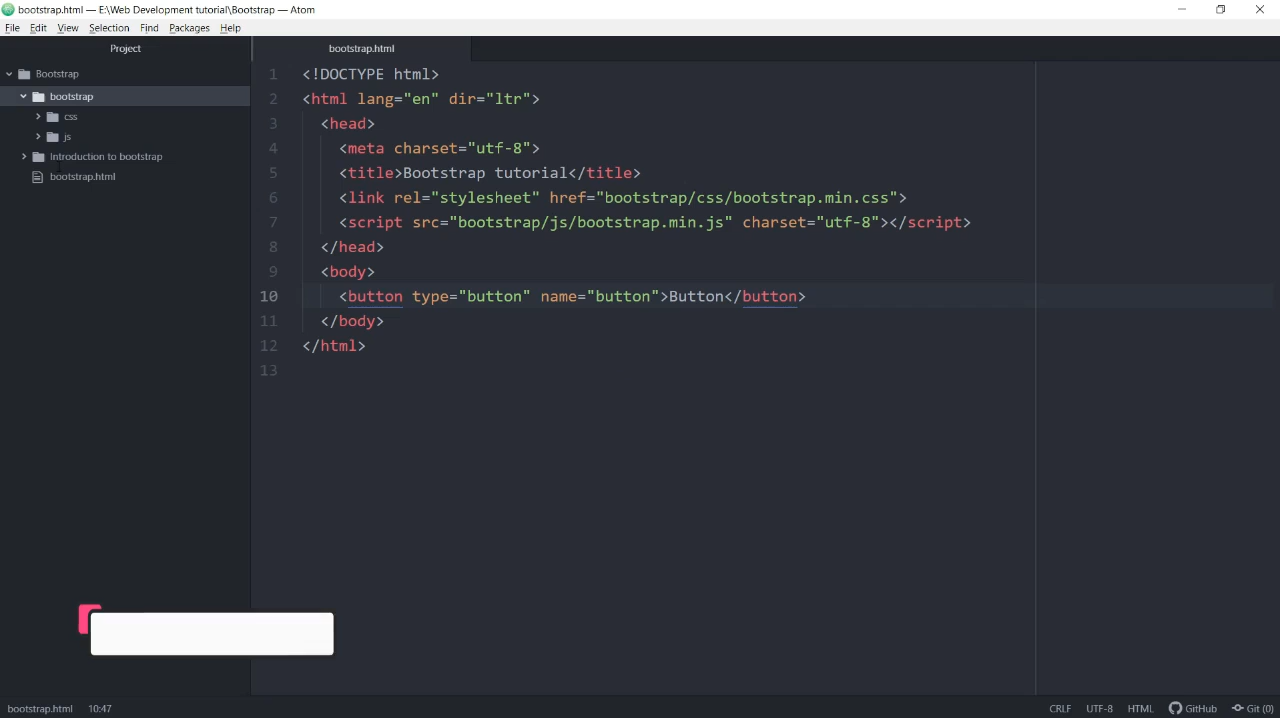 bootstrap.html — E:\Web Development tutorial\Bootstrap — Atom
File Edit View Selection Find Packages Help
Project
bootstrap.html
Bootstrap
bootstrap
css
js
Introduction to bootstrap
bootstrap.html
1 <!DOCTYPE html>
2 <html lang="en" dir="ltr">
3 <head>
4 <meta charset="utf-8">
5 <title>Bootstrap tutorial</title>
6 <link rel="stylesheet" href="bootstrap/css/bootstrap.min.css">
7 <script src="bootstrap/js/bootstrap.min.js" charset="utf-8"></script>
8 </head>
9 <body>
10 <button type="button" name="button">Button</button>
11 </body>
12 </html>
13
bootstrap.html 10:47 CRLF UTF-8 HTML GitHub Git (0)